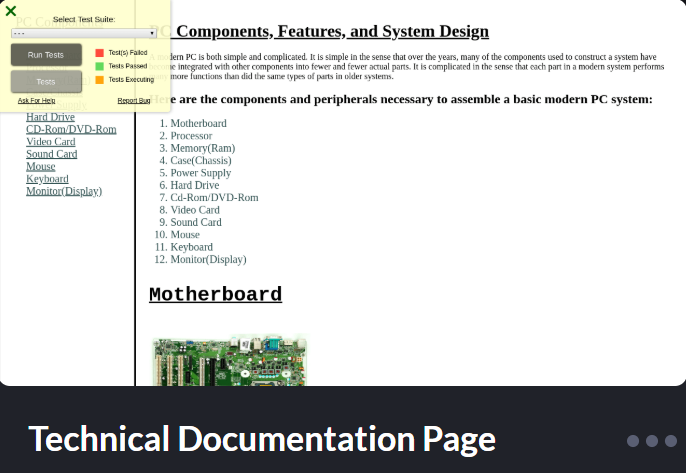 Select Test Suite:
- - -
Run Tests
Test(s) Failed
Tests Passed
Tests Executing
Tests
Ask For Help
Report Bug
Hard Drive
CD-Rom/DVD-Rom
Video Card
Sound Card
Mouse
Keyboard
Monitor(Display)
PC Components, Features, and System Design
modern PC is both simple and complicated. It is simple in the sense that over the years, many of the components used to construct a system have
become integrated with other components into fewer and fewer actual parts. It is complicated in the sense that each part in a modern system performs
many more functions than did the same types of parts in older systems.
Here are the components and peripherals necessary to assemble a basic modern PC system:
1. Motherboard
2. Processor
3. Memory(Ram)
4. Case(Chassis)
5. Power Supply
6. Hard Drive
7. Cd-Rom/DVD-Rom
8. Video Card
9. Sound Card
10. Mouse
11. Keyboard
12. Monitor(Display)
Motherboard
Technical Documentation Page